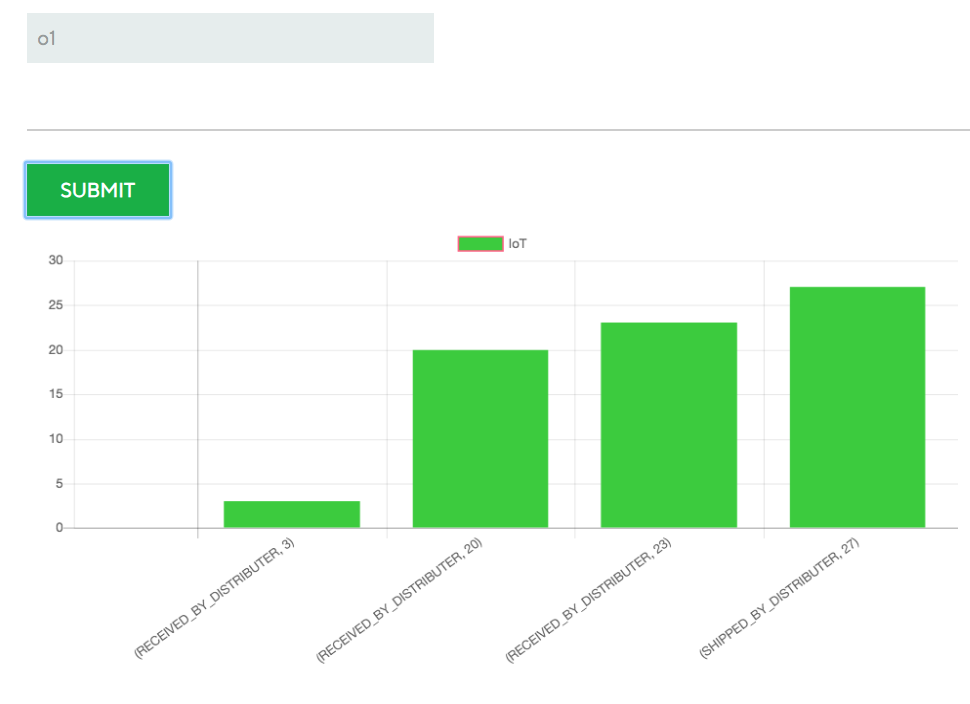 o1
SUBMIT
IoT
30
25
20
15
10
5
0
(RECEIVED_BY_DISTRIBUTER, 3)
(RECEIVED_BY_DISTRIBUTER, 20)
(RECEIVED_BY_DISTRIBUTER, 23)
(SHIPPED_BY_DISTRIBUTER, 27)